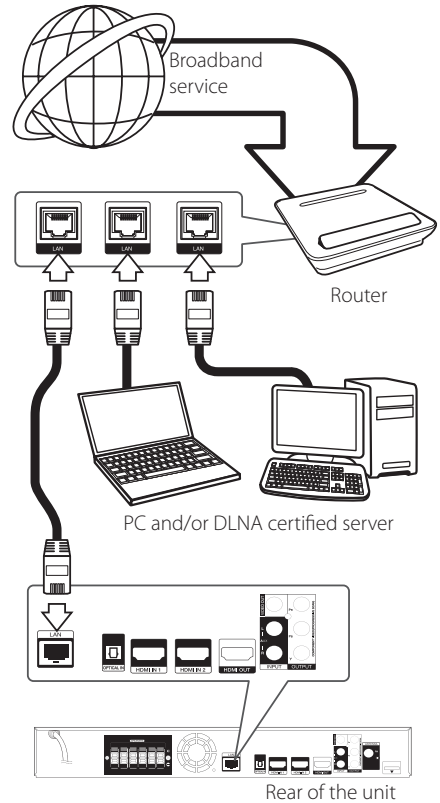 Broadband
service
LAN
LAN
LAN
Router
PC and/or DLNA certified server
LAN
OPTICAL IN
HDMI IN 1
HDMI IN 2
HDMI OUT
INPUT
OUTPUT
Rear of the unit